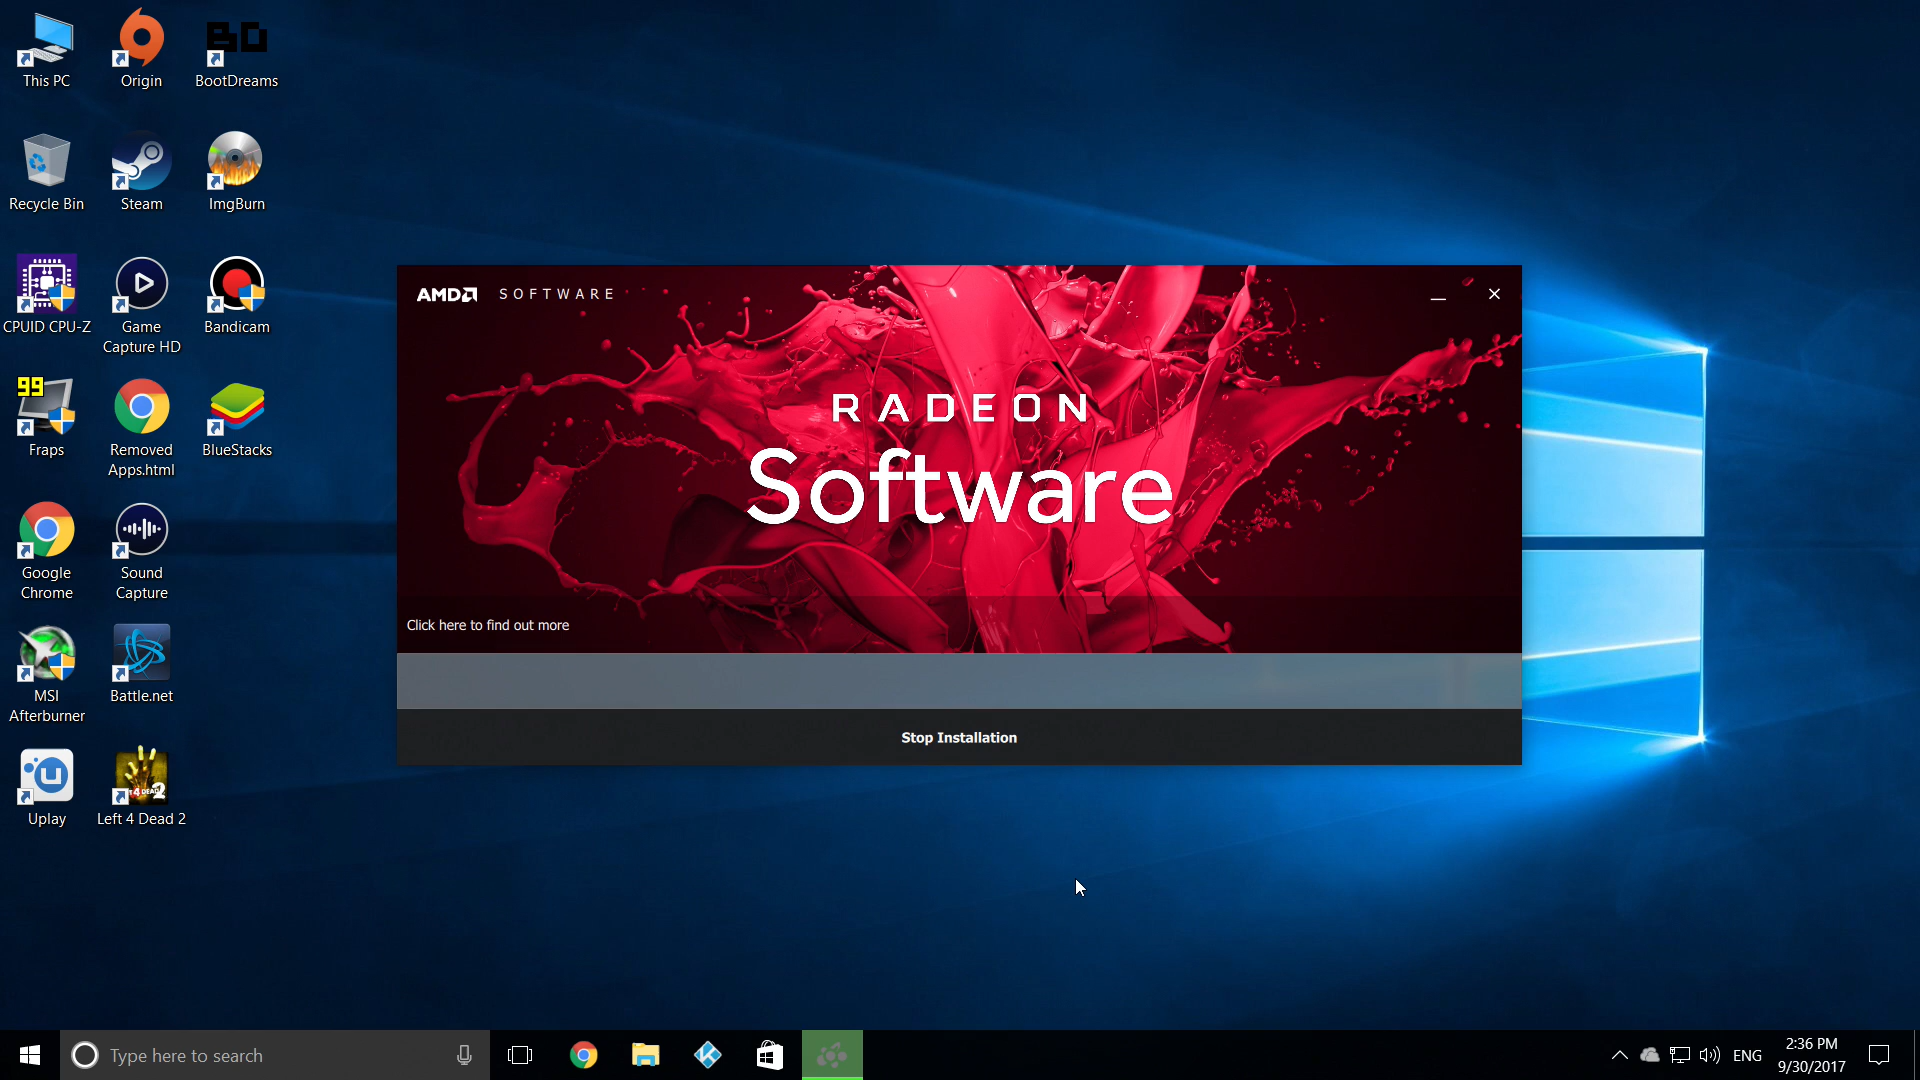 This PC
Origin
BD
BootDreams
Recycle Bin
Steam
ImgBurn
CPUID CPU-Z
Game
Capture HD
Bandicam
99
Fraps
Removed
Apps.html
BlueStacks
Google
Chrome
Sound
Capture
MSI
Afterburner
Battle.net
Uplay
Left 4 Dead 2
AMD SOFTWARE
RADEON
Software
Click here to find out more
Stop Installation
Type here to search
ENG
2:36 PM
9/30/2017